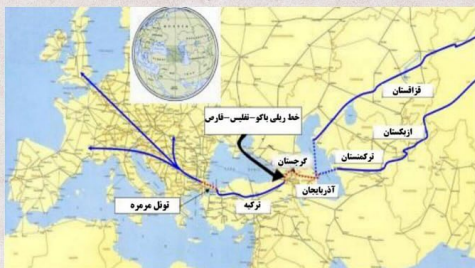 قزاقستان
خط ریلی باکو-تفلیس-قارص
ازبکستان
گرجستان
ترکمنستان
آذربایجان
تونل مرمره
ترکیه